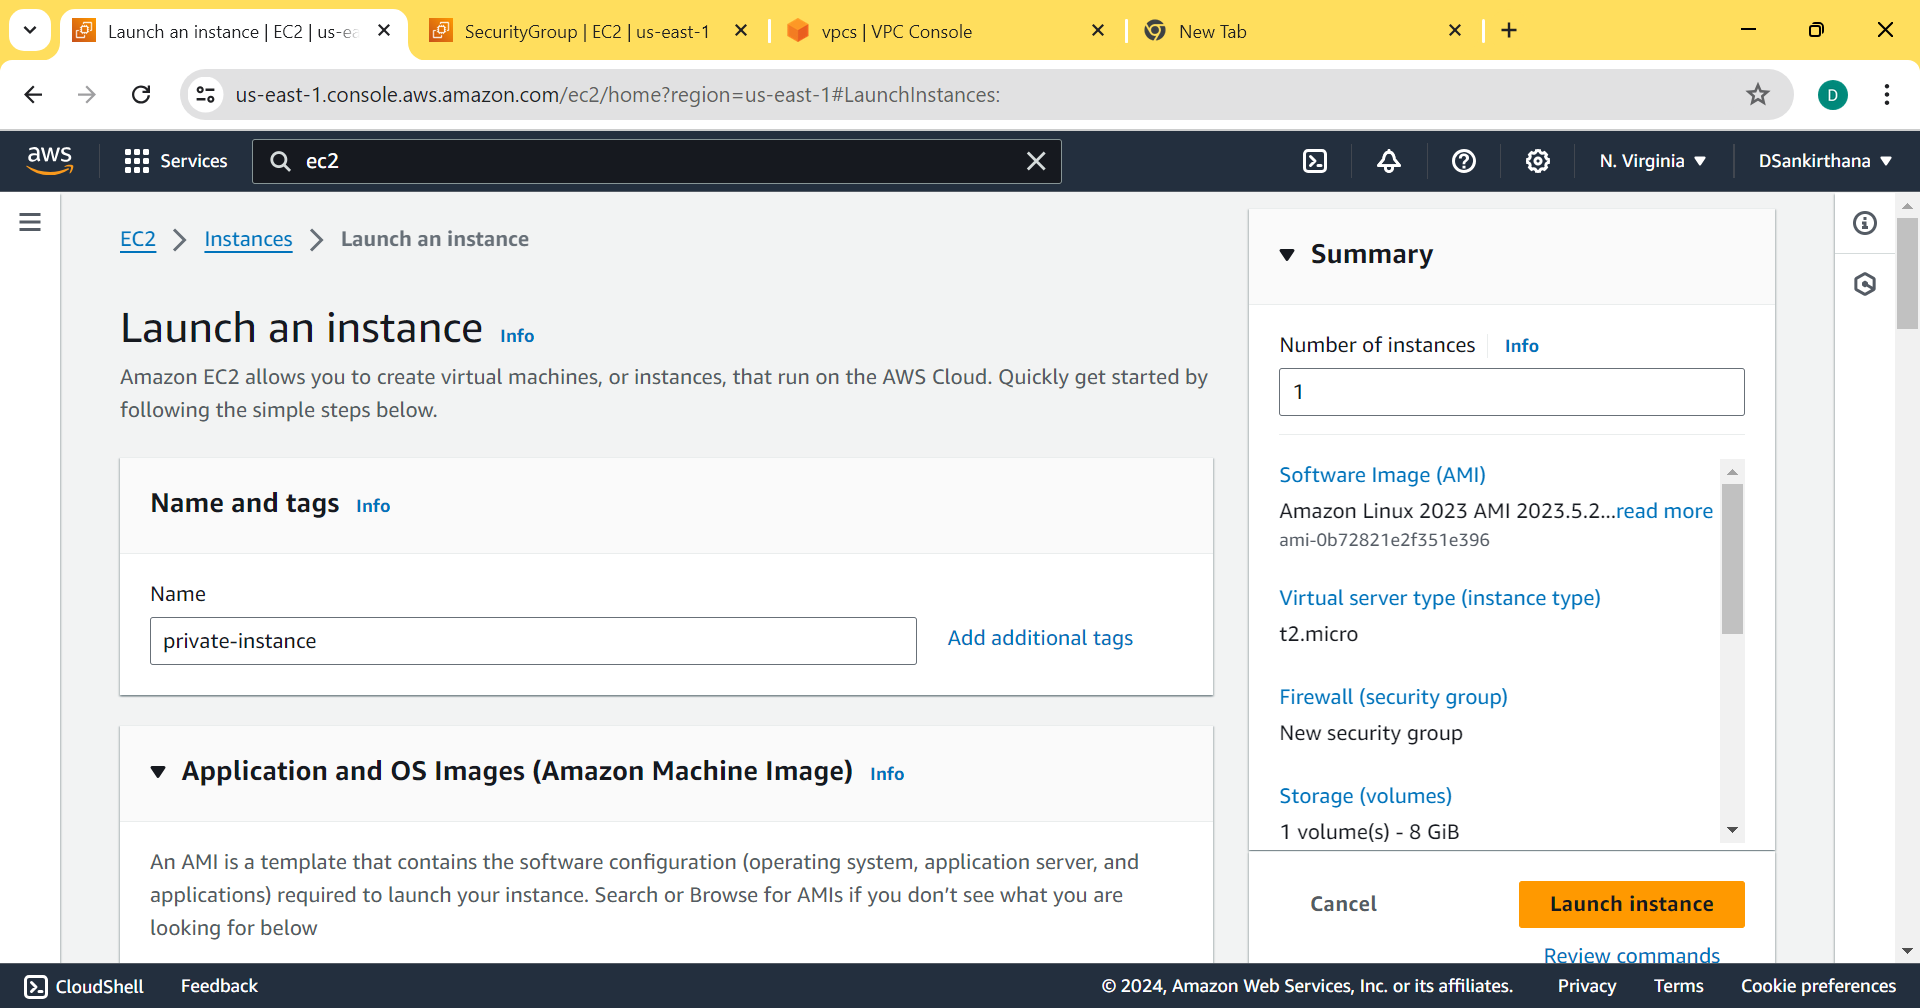 Launch an instance | EC2 | us-ea
SecurityGroup | EC2 | us-east-1
vpcs | VPC Console
New Tab
us-east-1.console.aws.amazon.com/ec2/home?region=us-east-1#LaunchInstances:
D
aws
Services
ec2
N. Virginia
DSankirthana
EC2
Instances
Launch an instance
Launch an instance Info
Amazon EC2 allows you to create virtual machines, or instances, that run on the AWS Cloud. Quickly get started by
following the simple steps below.
Name and tags Info
Name
private-instance
Add additional tags
Application and OS Images (Amazon Machine Image) Info
An AMI is a template that contains the software configuration (operating system, application server, and
applications) required to launch your instance. Search or Browse for AMIs if you don’t see what you are
looking for below
Summary
Number of instances Info
1
Software Image (AMI)
Amazon Linux 2023 AMI 2023.5.2...read more
ami-0b72821e2f351e396
Virtual server type (instance type)
t2.micro
Firewall (security group)
New security group
Storage (volumes)
1 volume(s) - 8 GiB
Cancel
Launch instance
Review commands
CloudShell
Feedback
© 2024, Amazon Web Services, Inc. or its affiliates.
Privacy
Terms
Cookie preferences